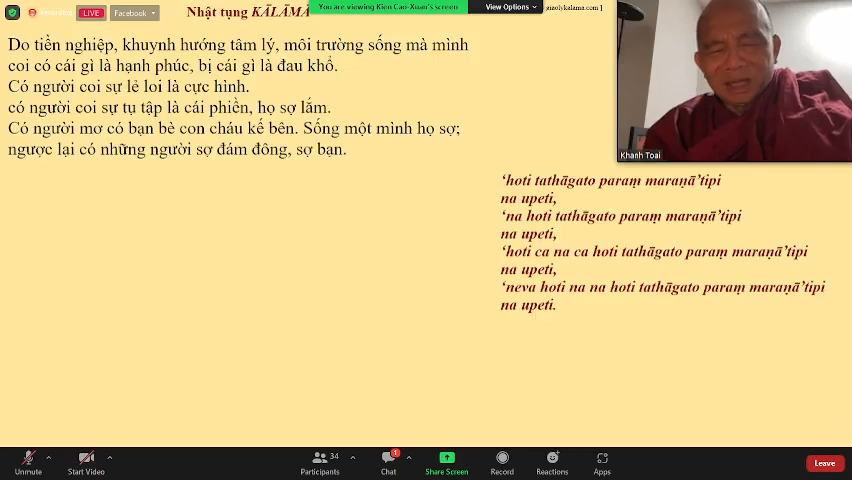 LIVE
Facebook
Nhật tụng KĀLĀMA
You are viewing Kien Cao-Xuan's screen
View Options
giaolykalama.com ]
Do tiền nghiệp, khuynh hướng tâm lý, môi trường sống mà mình
coi có cái gì là hạnh phúc, bị cái gì là đau khổ.
Có người coi sự lẻ loi là cực hình.
có người coi sự tụ tập là cái phiền, họ sợ lắm.
Có người mơ có bạn bè con cháu kế bên. Sống một mình họ sợ;
ngược lại có những người sợ đám đông, sợ bạn.
Khanh Toai
‘hoti tathāgato paraṃ maraṇā’tipi
na upeti,
‘na hoti tathāgato paraṃ maraṇā’tipi
na upeti,
‘hoti ca na ca hoti tathāgato paraṃ maraṇā’tipi
na upeti,
‘neva hoti na na hoti tathāgato paraṃ maraṇā’tipi
na upeti.
Unmute
Start Video
34
Participants
1
Chat
Share Screen
Record
Reactions
Apps
Leave